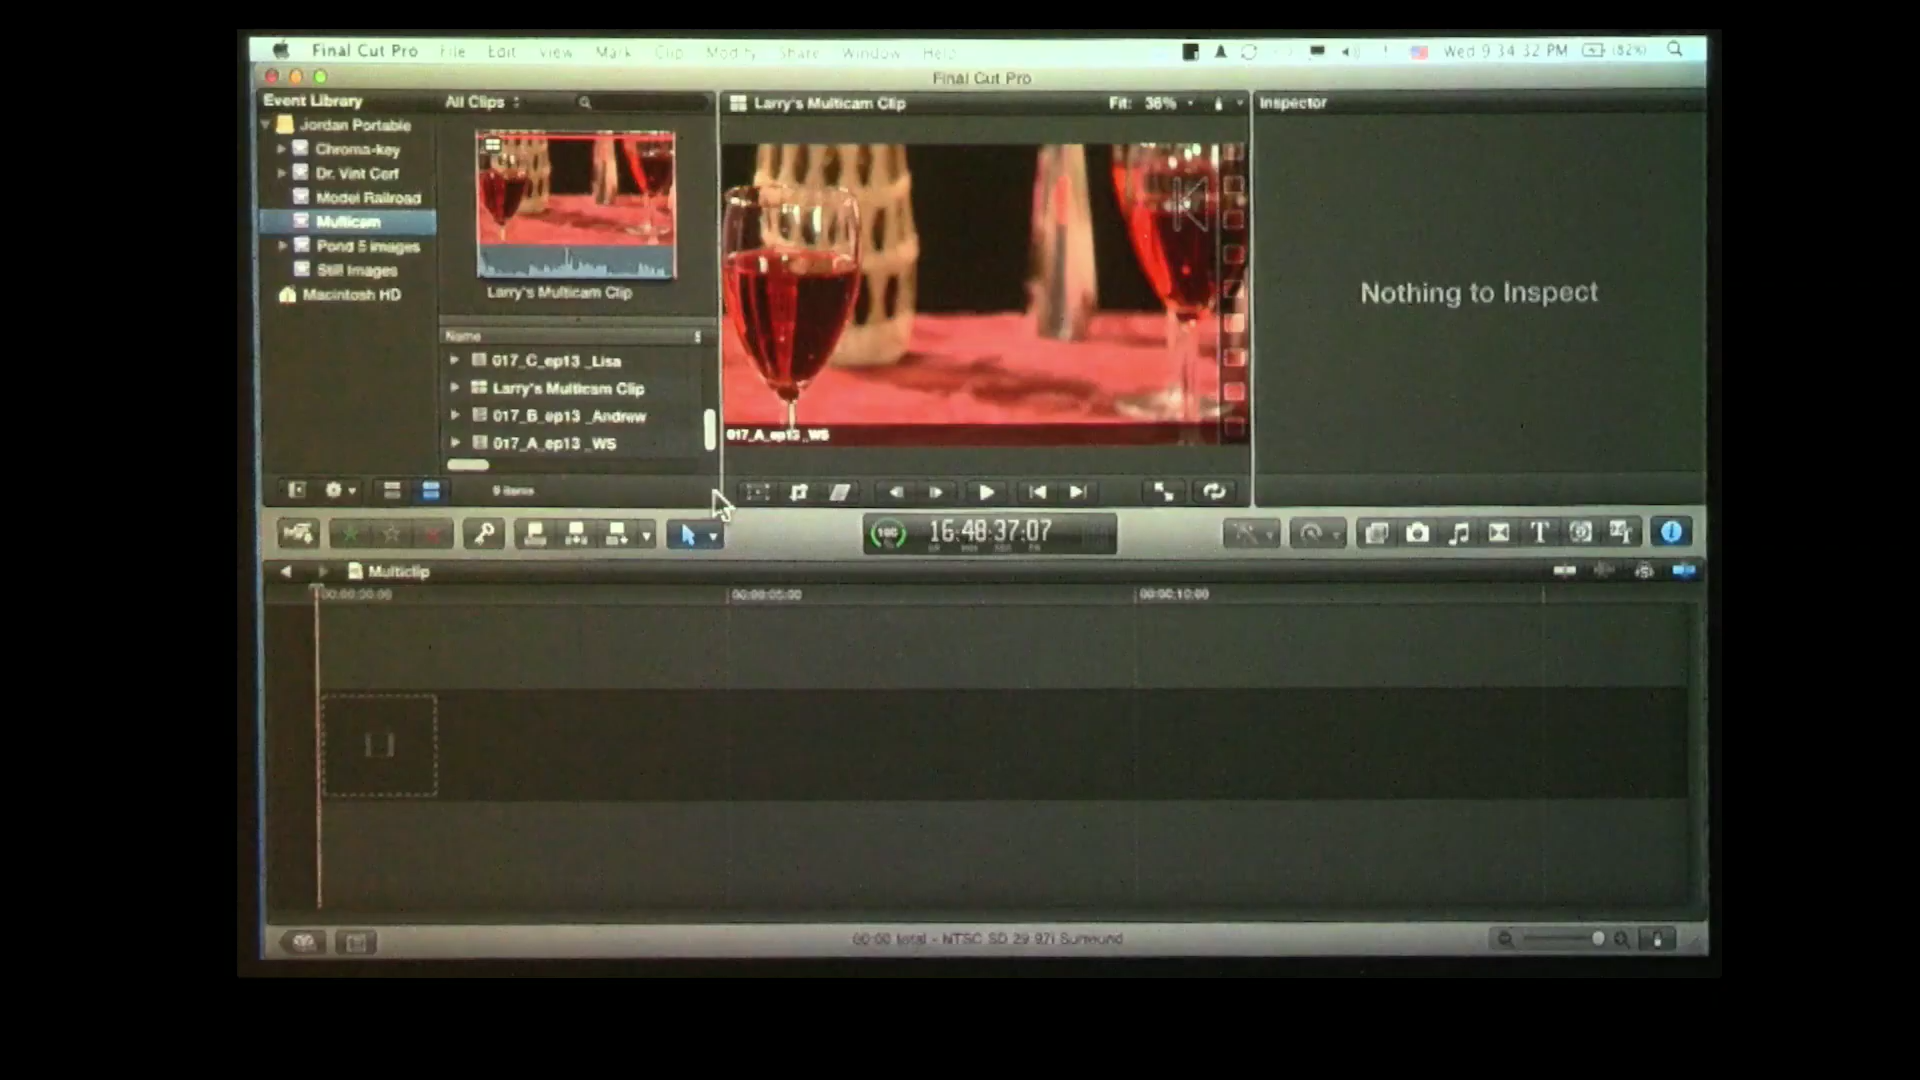 Final Cut Pro File Edit View Mark Clip Modify Share Window Help Wed 9 34 32 PM (82%)
Final Cut Pro
Event Library
All Clips
Larry's Multicam Clip
Fit: 36%
Inspector
Jordan Portable
Chroma-key
Dr. Vint Cerf
Model Railroad
Multicam
Pond 5 images
Still Images
Macintosh HD
Larry's Multicam Clip
Name
017_C_ep13 _Lisa
Larry's Multicam Clip
017_B_ep13 _Andrew
017_A_ep13 _WS
9 items
017_A_ep13 _WS
Nothing to Inspect
100
16:48:37:07
Multiclip
00:00:00:00
00:00:05:00
00:00:10:00
00:00 total - NTSC SD 29.97i Surround